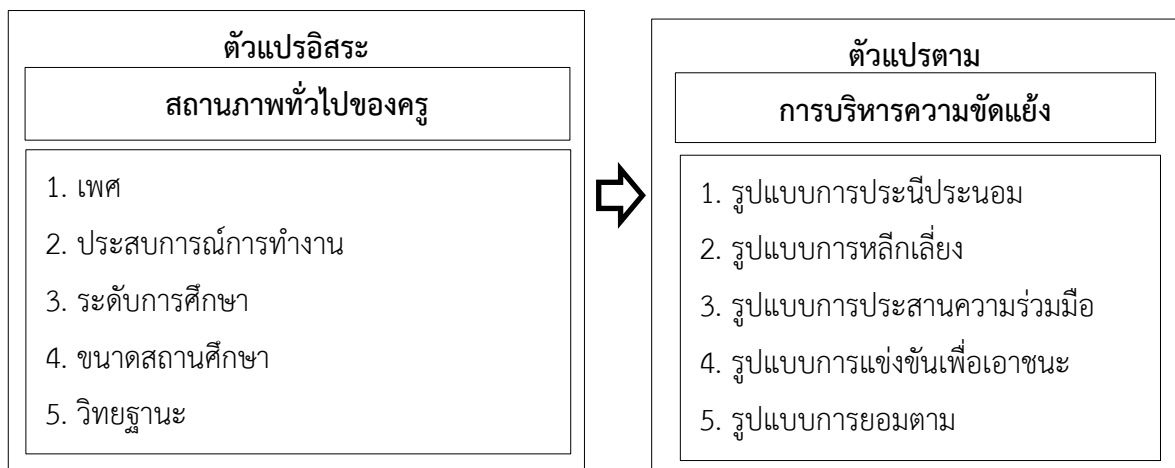 ตัวแปรอิสระ
สถานภาพทั่วไปของครู
1. เพศ
2. ประสบการณ์การทำงาน
3. ระดับการศึกษา
4. ขนาดสถานศึกษา
5. วิทยฐานะ
ตัวแปรตาม
การบริหารความขัดแย้ง
1. รูปแบบการประนีประนอม
2. รูปแบบการหลีกเลี่ยง
3. รูปแบบการประสานความร่วมมือ
4. รูปแบบการแข่งขันเพื่อเอาชนะ
5. รูปแบบการยอมตาม